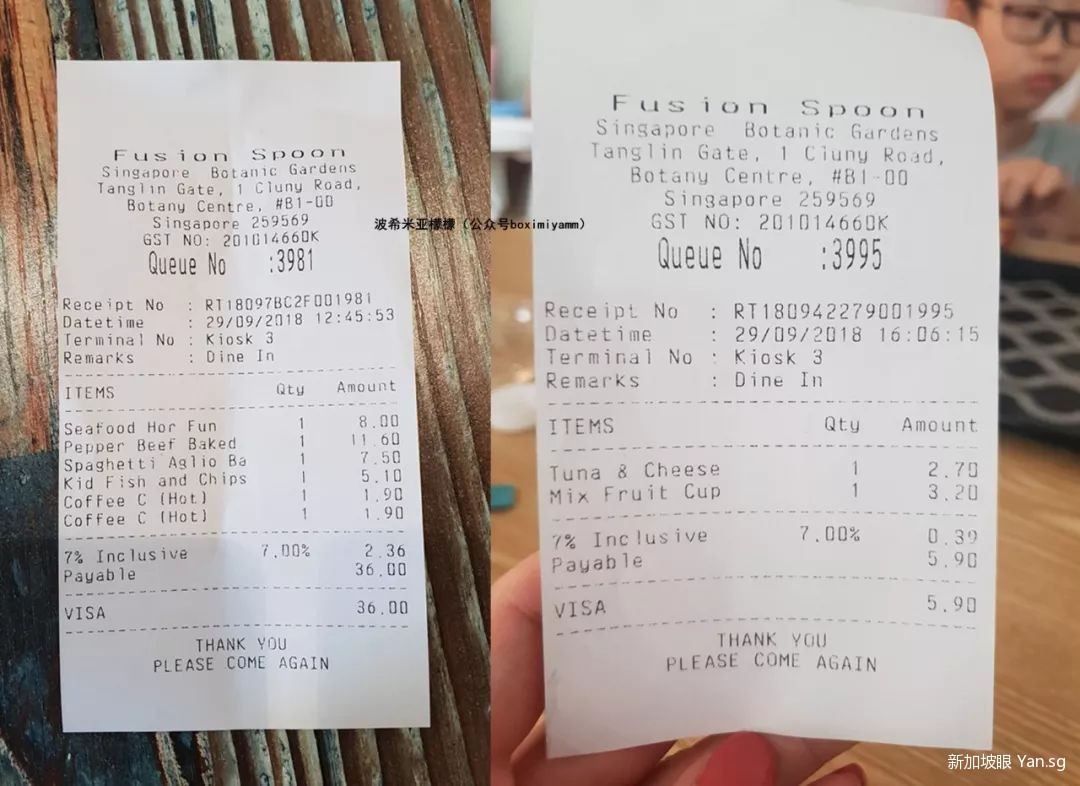 Fusion Spoon
Singapore Botanic Gardens
Tanglin Gate, 1 Cluny Road,
Botany Centre, #B1-00
Singapore 259569
GST NO: 201014660K
Queue No :3981
Receipt No : RT18097BC2F001981
Datetime : 29/09/2018 12:45:53
Terminal No : Kiosk 3
Remarks : Dine In
ITEMS Qty Amount
Seafood Hor Fun 1 8.00
Pepper Beef Baked 1 11.60
Spaghetti Aglio Ba 1 7.50
Kid Fish and Chips 1 5.10
Coffee C (Hot) 1 1.90
Coffee C (Hot) 1 1.90
7% Inclusive 7.00% 2.36
Payable 36.00
VISA 36.00
THANK YOU
PLEASE COME AGAIN
波希米亚檬檬（公众号boximiyamm）
Fusion Spoon
Singapore Botanic Gardens
Tanglin Gate, 1 Cluny Road,
Botany Centre, #B1-00
Singapore 259569
GST NO: 201014660K
Queue No :3995
Receipt No : RT180942279001995
Datetime : 29/09/2018 16:06:15
Terminal No : Kiosk 3
Remarks : Dine In
ITEMS Qty Amount
Tuna & Cheese 1 2.70
Mix Fruit Cup 1 3.20
7% Inclusive 7.00% 0.39
Payable 5.90
VISA 5.90
THANK YOU
PLEASE COME AGAIN
新加坡眼 Yan.sg